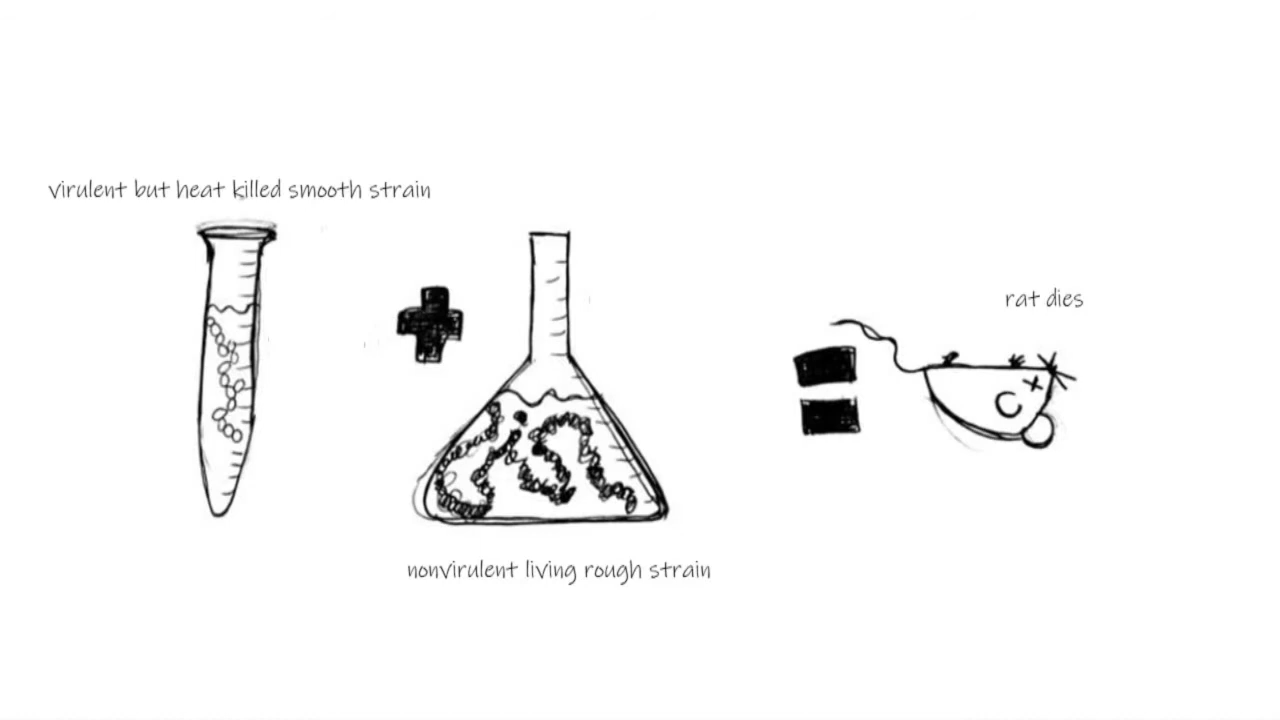 virulent but heat killed smooth strain
rat dies
nonvirulent living rough strain